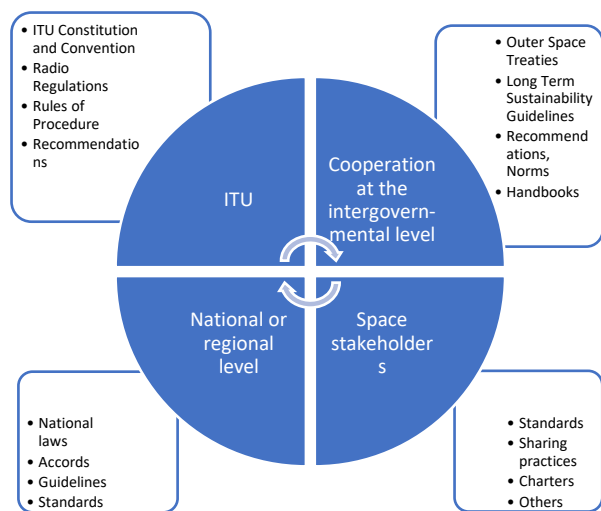 • ITU Constitution
and Convention
• Radio
Regulations
• Rules of
Procedure
• Recommendatio
ns
• Outer Space
Treaties
• Long Term
Sustainability
Guidelines
• Recommend
ations,
Norms
• Handbooks
ITU
Cooperation
at the
intergovern-
mental level
National or
regional
level
Space
stakeholder
s
• National
laws
• Accords
• Guidelines
• Standards
• Standards
• Sharing
practices
• Charters
• Others